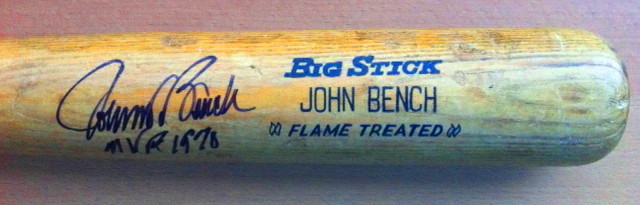 Johnny Bench
MVP 1970
BIG STICK
JOHN BENCH
FLAME TREATED